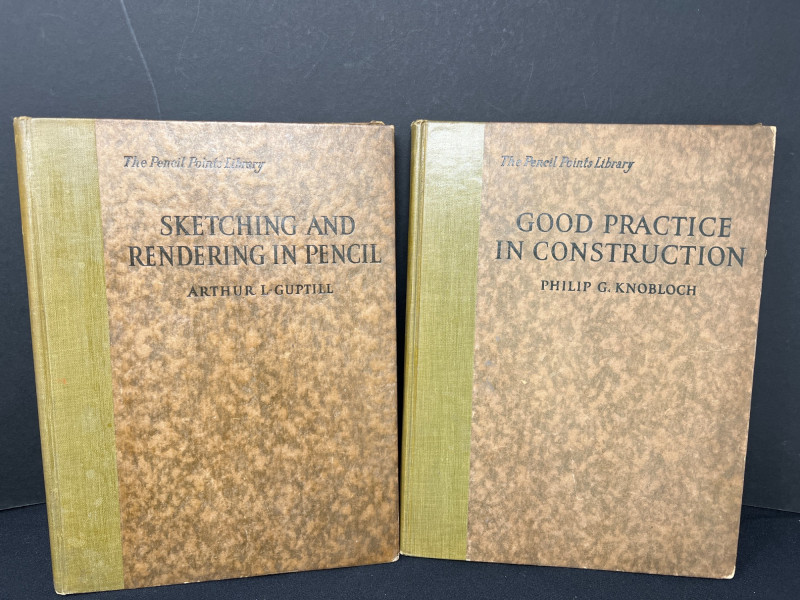 The Pencil Points Library
SKETCHING AND
RENDERING IN PENCIL
ARTHUR L. GUPTILL
The Pencil Points Library
GOOD PRACTICE
IN CONSTRUCTION
PHILIP G. KNOBLOCH